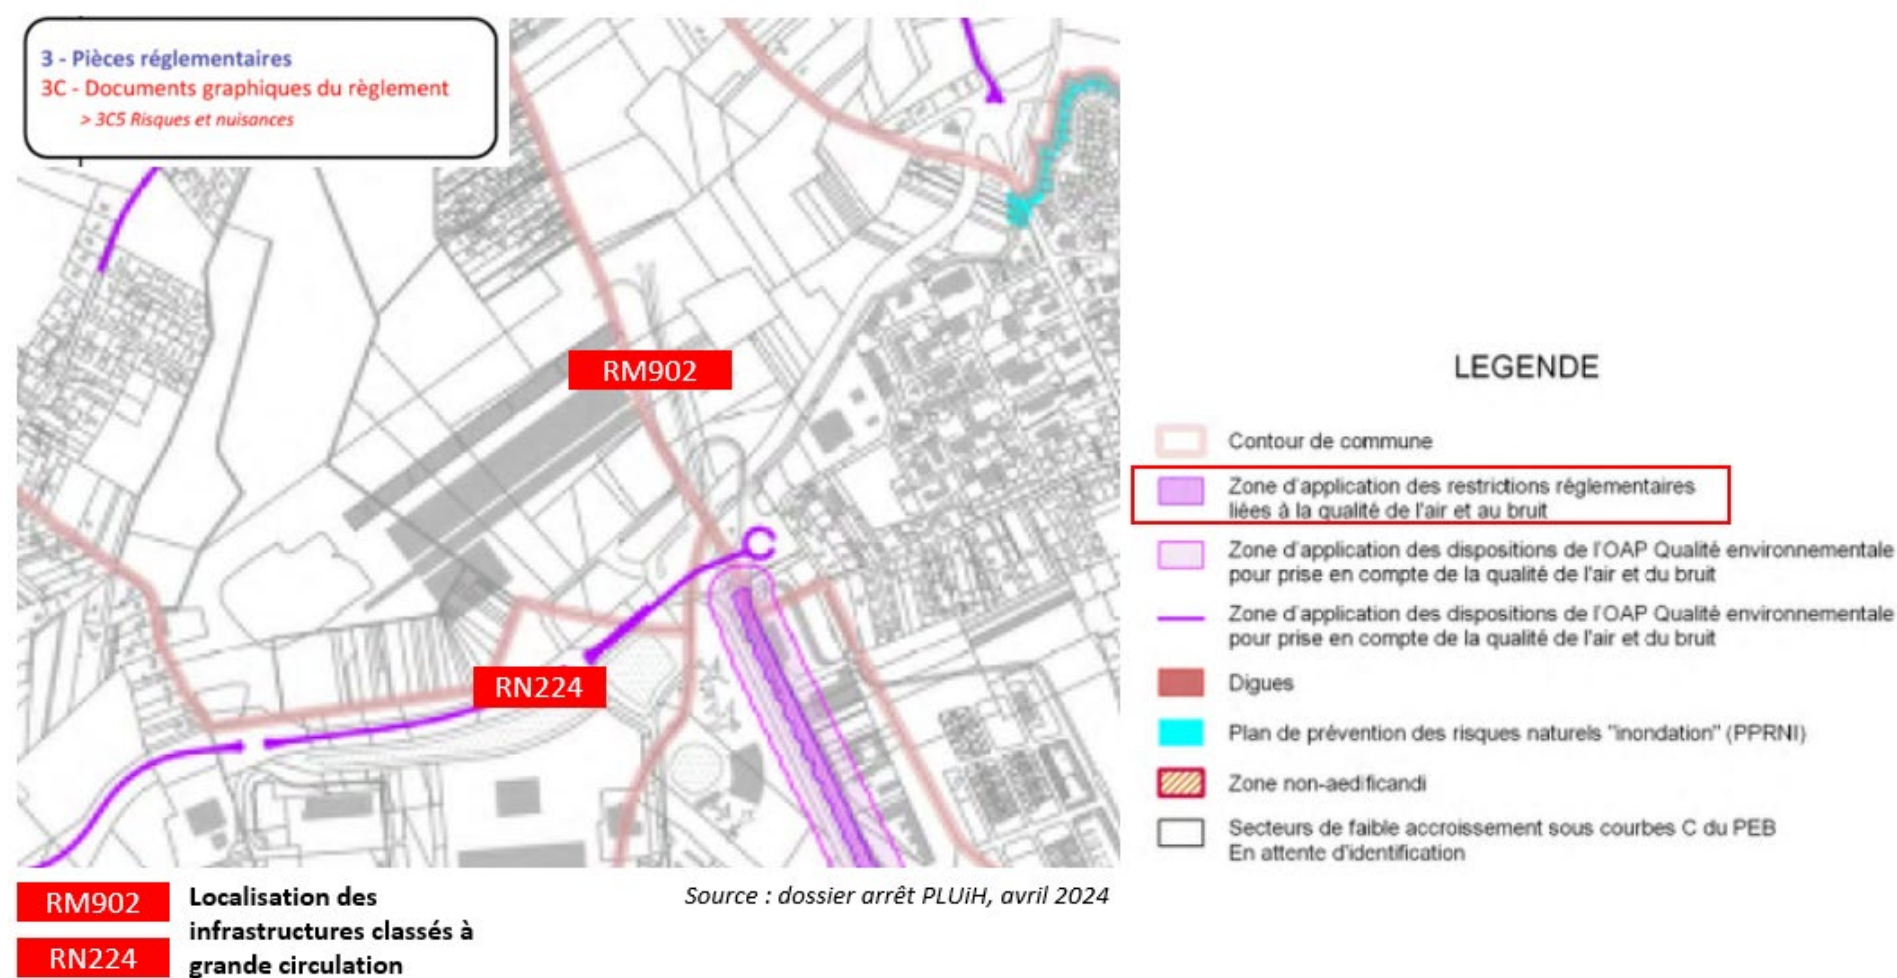 3 - Pièces réglementaires
3C - Documents graphiques du règlement
> 3C5 Risques et nuisances
RM902
RN224
LEGENDE
Contour de commune
Zone d'application des restrictions réglementaires
liées à la qualité de l'air et au bruit
Zone d'application des dispositions de l'OAP Qualité environnementale
pour prise en compte de la qualité de l'air et du bruit
Zone d'application des dispositions de l'OAP Qualité environnementale
pour prise en compte de la qualité de l'air et du bruit
Digues
Plan de prévention des risques naturels "inondation" (PPRNI)
Zone non-aedificandi
Secteurs de faible accroissement sous courbes C du PEB
En attente d'identification
Source : dossier arrêt PLUiH, avril 2024
RM902
RN224
Localisation des
infrastructures classés à
grande circulation